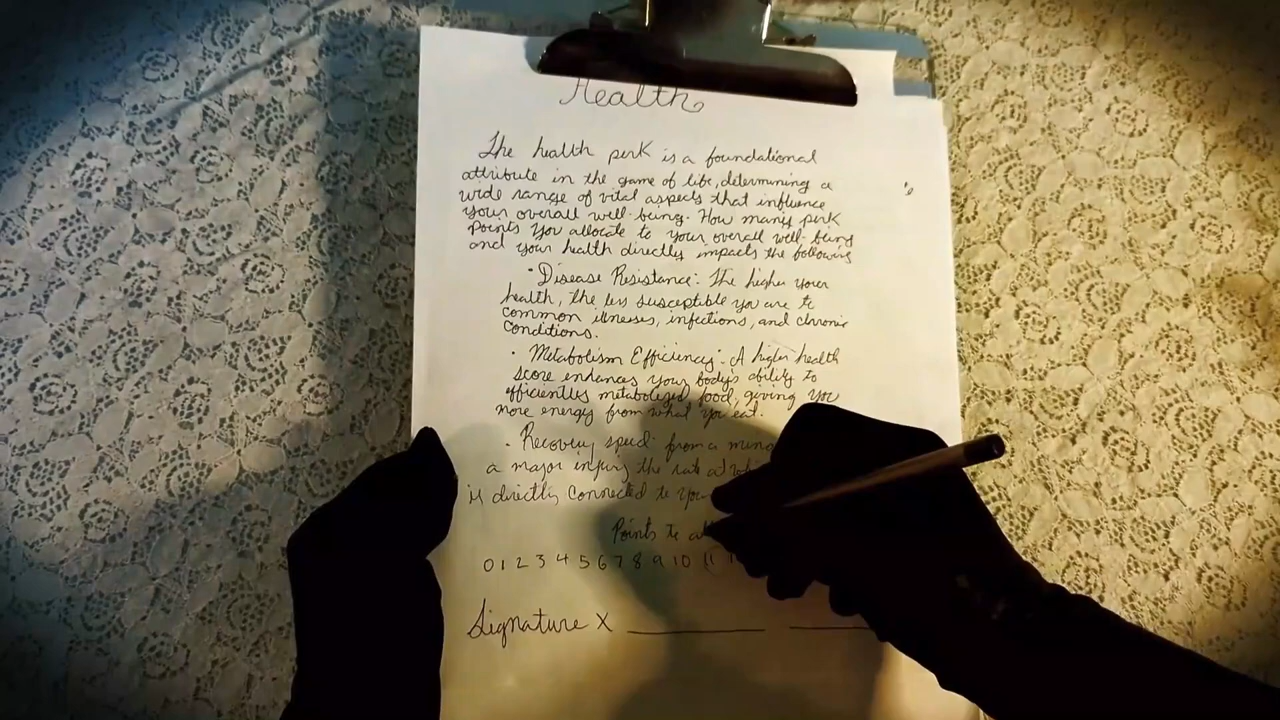 Health
The health perk is a foundational
attribute in the game of life, determining a
wide range of vital aspects that influence
your overall well-being. How many perk
points you allocate to your overall well-being
and your health directly impacts the following
• Disease Resistance: The higher your
health, the less susceptible you are to
common illnesses, infections, and chronic
conditions.
• Metabolism Efficiency: A higher health
score enhances your bodys ability to
efficiently metabolized food, giving you
more energy from what you eat.
• Recovery speed: from a
a major injury the rate at
is directly connected to
Points to
0 1 2 3 4 5 6 7 8 9 10 11
Signature X